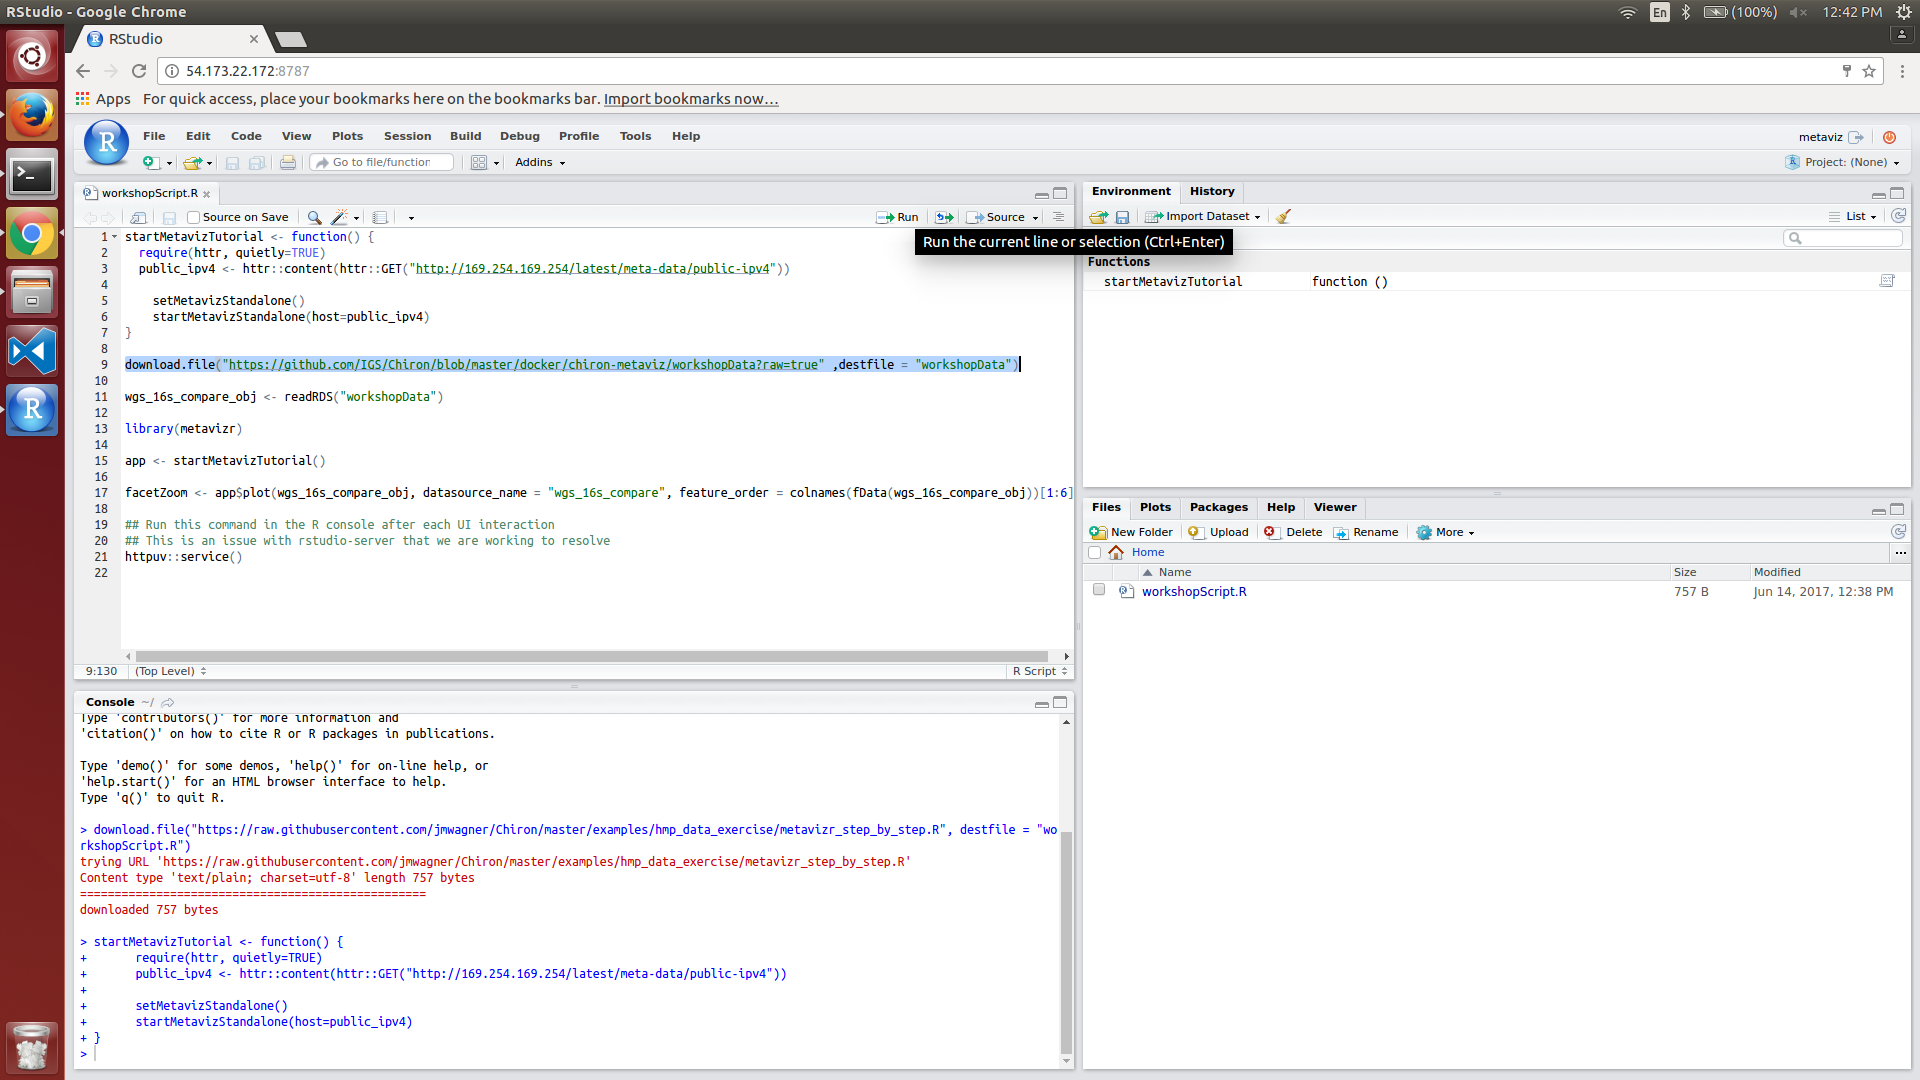 RStudio - Google Chrome
En
(100%)
12:42 PM
RStudio
54.173.22.172:8787
Apps For quick access, place your bookmarks here on the bookmarks bar. Import bookmarks now...
R
File Edit Code View Plots Session Build Debug Profile Tools Help
metaviz
Go to file/function
Addins
Project: (None)
workshopScript.R
Source on Save
Run
Source
1 startMetavizTutorial <- function() {
2 require(httr, quietly=TRUE)
3 public_ipv4 <- httr::content(httr::GET("http://169.254.169.254/latest/meta-data/public-ipv4"))
4
5 setMetavizStandalone()
6 startMetavizStandalone(host=public_ipv4)
7 }
8
9 download.file("https://github.com/IGS/Chiron/blob/master/docker/chiron-metaviz/workshopData?raw=true" ,destfile = "workshopData")
10
11 wgs_16s_compare_obj <- readRDS("workshopData")
12
13 library(metavizr)
14
15 app <- startMetavizTutorial()
16
17 facetZoom <- app$plot(wgs_16s_compare_obj, datasource_name = "wgs_16s_compare", feature_order = colnames(fData(wgs_16s_compare_obj))[1:6]
18
19 ## Run this command in the R console after each UI interaction
20 ## This is an issue with rstudio-server that we are working to resolve
21 httpuv::service()
22
9:130 (Top Level)
R Script
Run the current line or selection (Ctrl+Enter)
Console ~/
Type 'contributors()' for more information and
'citation()' on how to cite R or R packages in publications.
Type 'demo()' for some demos, 'help()' for on-line help, or
'help.start()' for an HTML browser interface to help.
Type 'q()' to quit R.
> download.file("https://raw.githubusercontent.com/jmwagner/Chiron/master/examples/hmp_data_exercise/metavizr_step_by_step.R", destfile = "wo
rkshopScript.R")
trying URL 'https://raw.githubusercontent.com/jmwagner/Chiron/master/examples/hmp_data_exercise/metavizr_step_by_step.R'
Content type 'text/plain; charset=utf-8' length 757 bytes
==================================================
downloaded 757 bytes
> startMetavizTutorial <- function() {
+ require(httr, quietly=TRUE)
+ public_ipv4 <- httr::content(httr::GET("http://169.254.169.254/latest/meta-data/public-ipv4"))
+
+ setMetavizStandalone()
+ startMetavizStandalone(host=public_ipv4)
+ }
>
Environment History
Import Dataset
List
Functions
startMetavizTutorial function ()
Files Plots Packages Help Viewer
New Folder Upload Delete Rename More
Home
...
Name Size Modified
workshopScript.R 757 B Jun 14, 2017, 12:38 PM